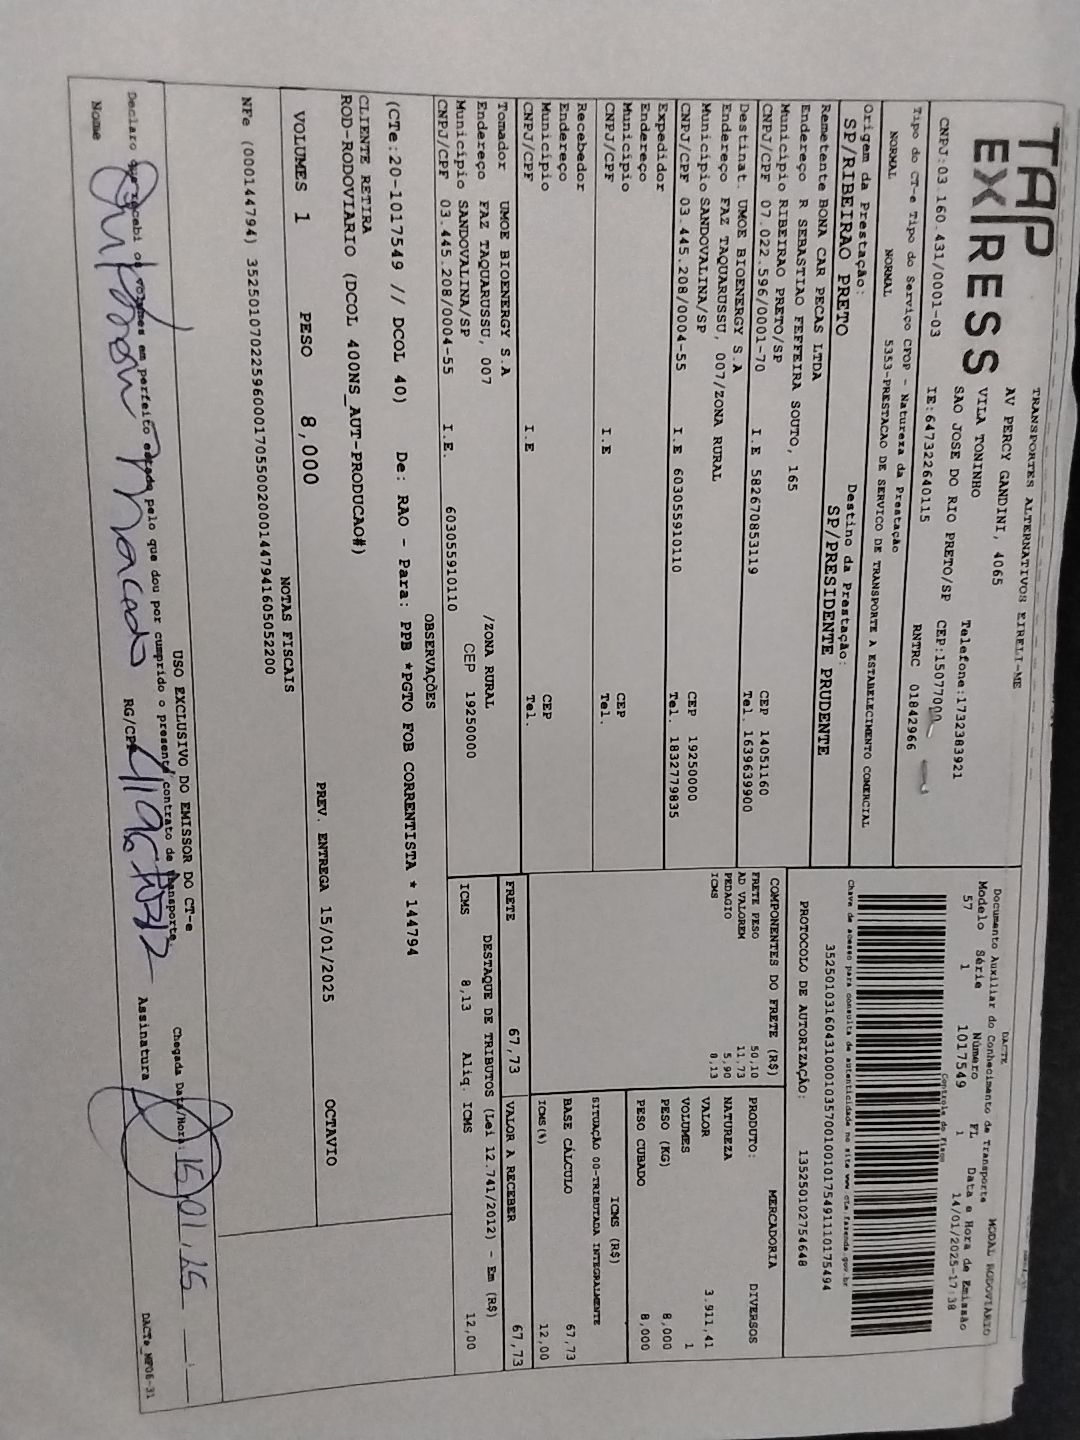 TAP
EXPRESS
TRANSPORTES ALTERNATIVOS EIRELI-ME
AV PERCY GANDINI, 4065
VILA TONINHO
SAO JOSE DO RIO PRETO/SP
Telefone:1732383921
CEP:15077000
CNPJ:03.160.431/0001-03 IE:647322640115 RNTRC 01842966
Tipo do CT-e Tipo do Serviço CFOP - Natureza da Prestação
NORMAL NORMAL 5353-PRESTACAO DE SERVICO DE TRANSPORTE A ESTABELECIMENTO COMERCIAL
Origem da Prestação: Destino da Prestação:
SP/RIBEIRAO PRETO SP/PRESIDENTE PRUDENTE
DACTE MODAL RODOVIARIO
Documento Auxiliar do Conhecimento de Transporte
Modelo Série Número FL Data e Hora de Emissão
57 1 1017549 1 14/01/2025-17:38
Controle do Fisco
Chave de acesso para consulta de autenticidade no site www.cte.fazenda.gov.br
35250103160431000103570010010175491110175494
PROTOCOLO DE AUTORIZAÇÃO: 135250102754648
Remetente BONA CAR PECAS LTDA
Endereço R SEBASTIAO FEFFEIRA SOUTO, 165
Município RIBEIRAO PRETO/SP CEP 14051160
CNPJ/CPF 07.022.596/0001-70 I.E 582670853119 Tel. 1639639900
Destinat. UMOE BIOENERGY S.A
Endereço FAZ TAQUARUSSU, 007/ZONA RURAL
Município SANDOVALINA/SP CEP 19250000
CNPJ/CPF 03.445.208/0004-55 I.E 603055910110 Tel. 1832779835
Expedidor
Endereço
Município CEP
CNPJ/CPF I.E Tel.
Recebedor
Endereço
Município CEP
CNPJ/CPF I.E Tel.
Tomador UMOE BIOENERGY S.A
Endereço FAZ TAQUARUSSU, 007 /ZONA RURAL
Município SANDOVALINA/SP CEP 19250000
CNPJ/CPF 03.445.208/0004-55 I.E. 603055910110
COMPONENTES DO FRETE (R$)
FRETE PESO 50,10
AD VALOREM 11,73
PEDAGIO 5,90
ICMS 8,13
FRETE 67,73
MERCADORIA
PRODUTO: DIVERSOS
NATUREZA
VALOR 3.911,41
VOLUMES 1
PESO (KG) 8,000
PESO CUBADO 8,000
ICMS (R$)
SITUAÇÃO 00-TRIBUTADA INTEGRALMENTE
BASE CÁLCULO 67,73
ICMS(%) 12,00
VALOR A RECEBER 67,73
DESTAQUE DE TRIBUTOS (Lei 12.741/2012) - Em (R$)
ICMS 8,13 Aliq. ICMS 12,00
OBSERVAÇÕES
(CTe:20-1017549 // DCOL 40) De: RAO - Para: PPB *PGTO FOB CORRENTISTA * 144794
CLIENTE RETIRA
ROD-RODOVIARIO (DCOL 400NS_AUT-PRODUCAO#)
VOLUMES 1 PESO 8,000 PREV. ENTREGA 15/01/2025 OCTAVIO
NOTAS FISCAIS
NFe (000144794) 35250107022596000170550020001447941605052200
USO EXCLUSIVO DO EMISSOR DO CT-e
Declaro que recebi os volumes em perfeito estado pelo que dou por cumprido o presente contrato de transporte
Chegada Data/Hora 15/01.25
Nome RG/CPF Assinatura
DACTe_MP06-31